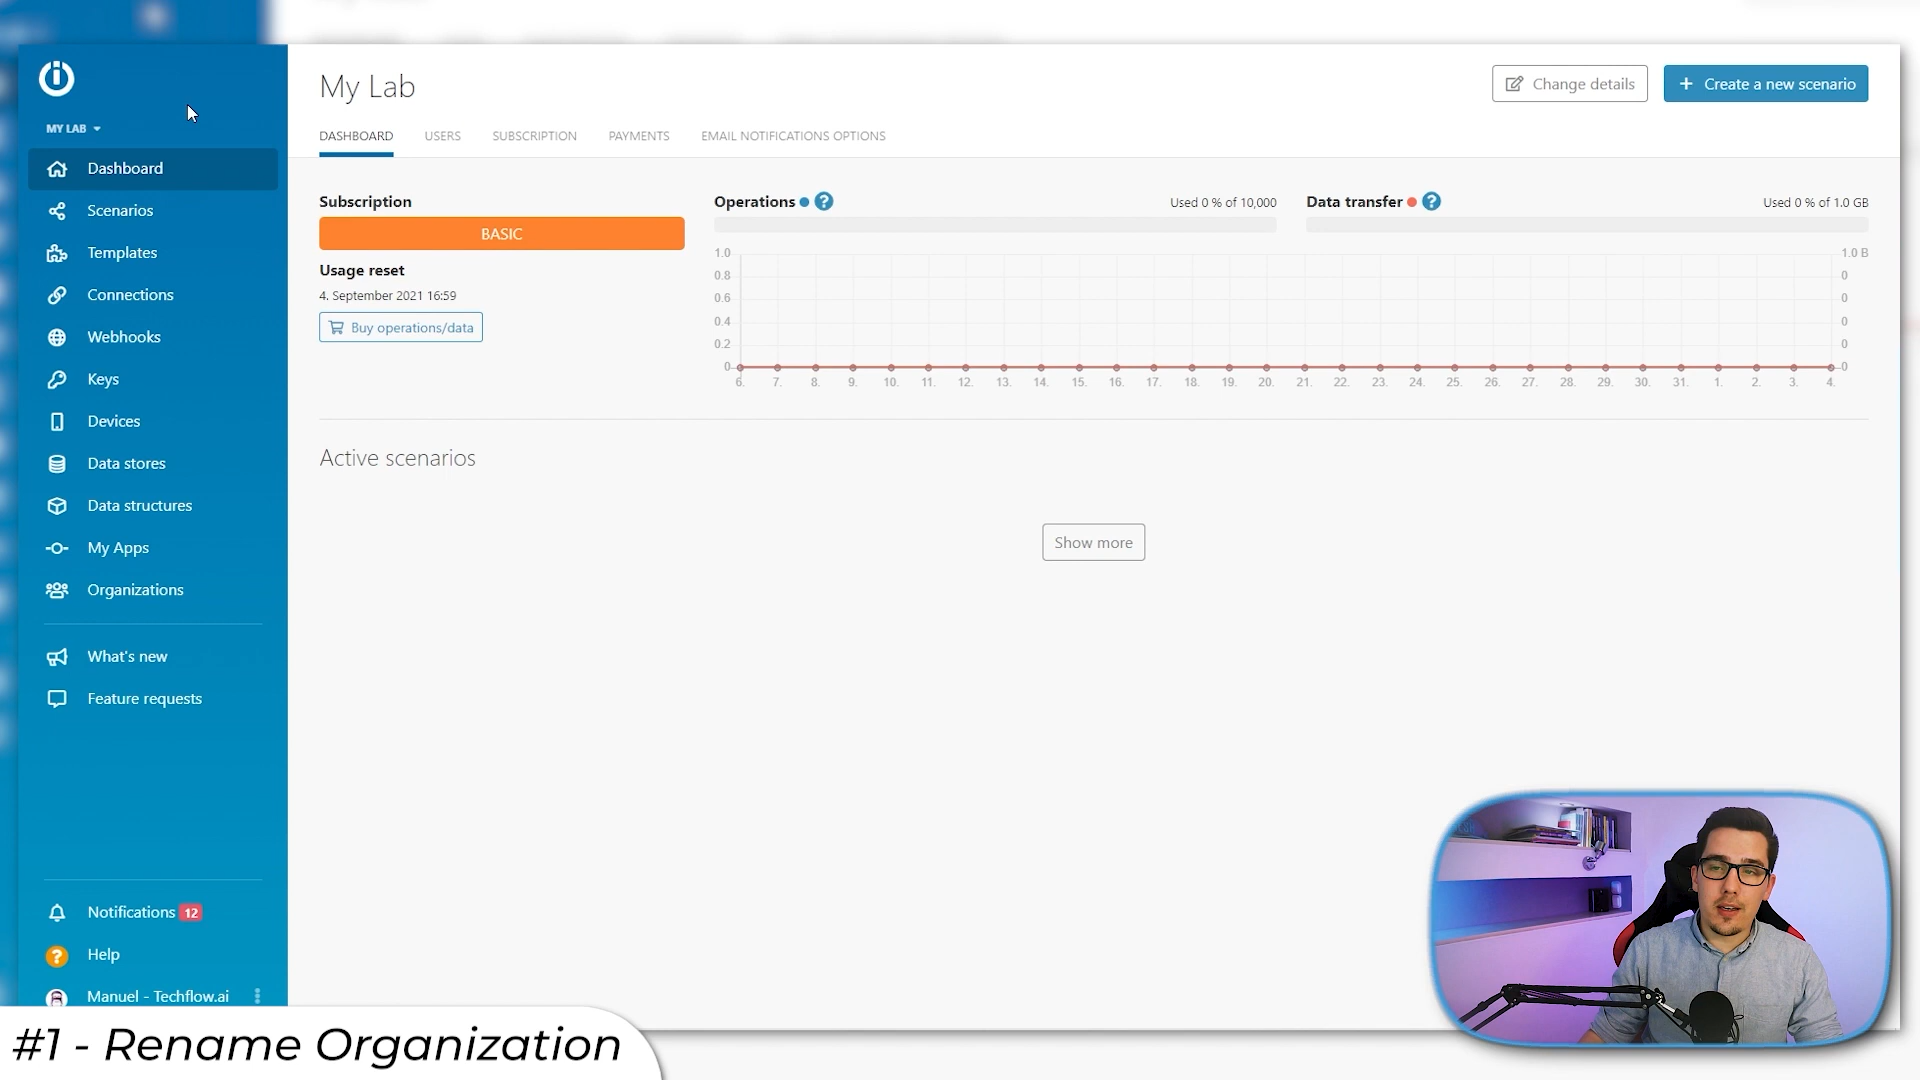 My Lab
Change details
+ Create a new scenario
MY LAB
DASHBOARD USERS SUBSCRIPTION PAYMENTS EMAIL NOTIFICATIONS OPTIONS
Dashboard
Scenarios
Templates
Connections
Webhooks
Keys
Devices
Data stores
Data structures
My Apps
Organizations
What's new
Feature requests
Notifications 12
? Help
Manuel - Techflow.ai
Subscription
BASIC
Usage reset
4. September 2021 16:59
Buy operations/data
Operations ? Used 0 % of 10,000
1.0
0.8
0.6
0.4
0.2
0
6. 7. 8. 9. 10. 11. 12. 13. 14. 15. 16. 17. 18. 19. 20. 21. 22. 23. 24. 25. 26. 27. 28. 29. 30. 31. 1. 2. 3. 4.
Data transfer ? Used 0 % of 1.0 GB
1.0 B
0
0
0
0
0
Active scenarios
Show more
#1 - Rename Organization